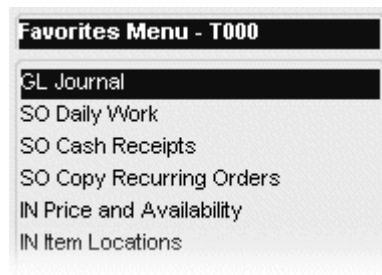 Favorites Menu - T000
GL Journal
SO Daily Work
SO Cash Receipts
SO Copy Recurring Orders
IN Price and Availability
IN Item Locations